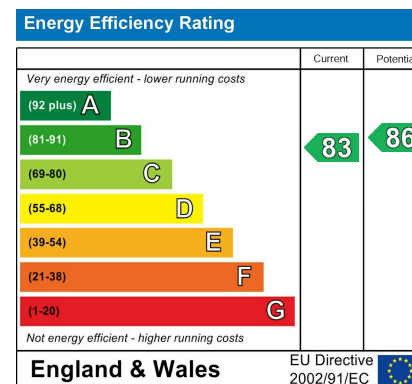 Energy Efficiency Rating
Current Potentia
Very energy efficient - lower running costs
(92 plus) A
(81-91) B
83 86
(69-80) C
(55-68) D
(39-54) E
(21-38) F
(1-20) G
Not energy efficient - higher running costs
England & Wales
EU Directive
2002/91/EC